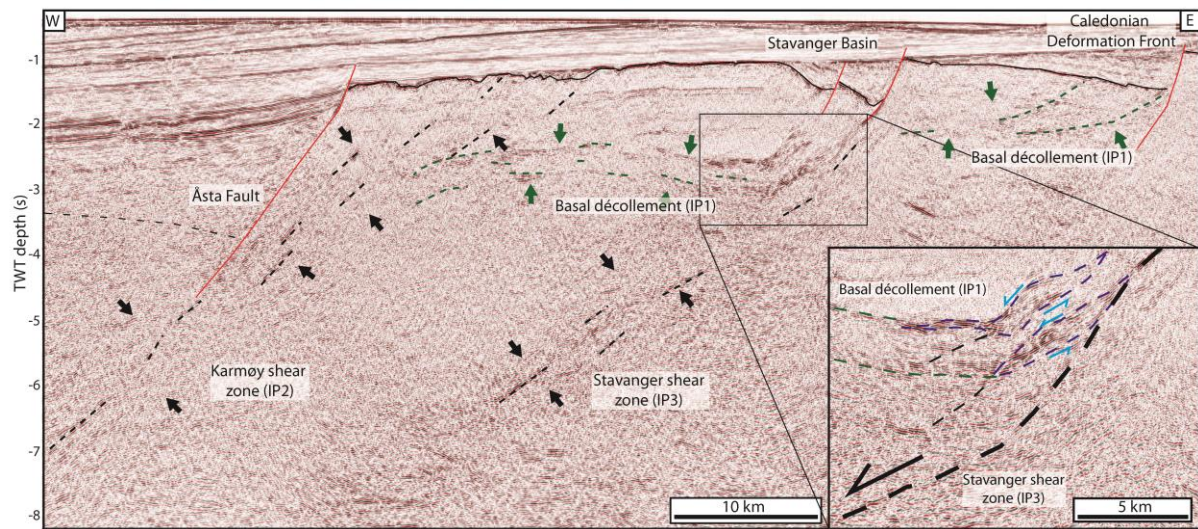 W
E
Caledonian
Deformation Front
Stavanger Basin
-1
-2
-3
-4
-5
-6
-7
-8
TWT depth (s)
Åsta Fault
Basal décollement (IP1)
Basal décollement (IP1)
Karmøy shear
zone (IP2)
Stavanger shear
zone (IP3)
10 km
Basal décollement (IP1)
Stavanger shear
zone (IP3)
5 km